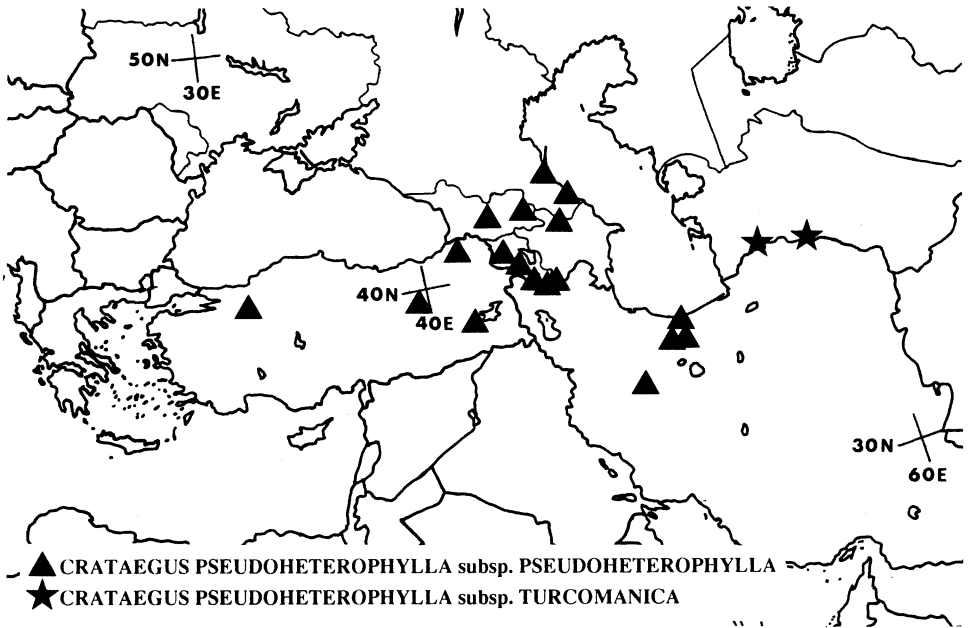 50N
30E
40N
40E
30N
60E
CRATAEGUS PSEUDOHETEROPHYLLA subsp. PSEUDOHETEROPHYLLA
CRATAEGUS PSEUDOHETEROPHYLLA subsp. TURCOMANICA